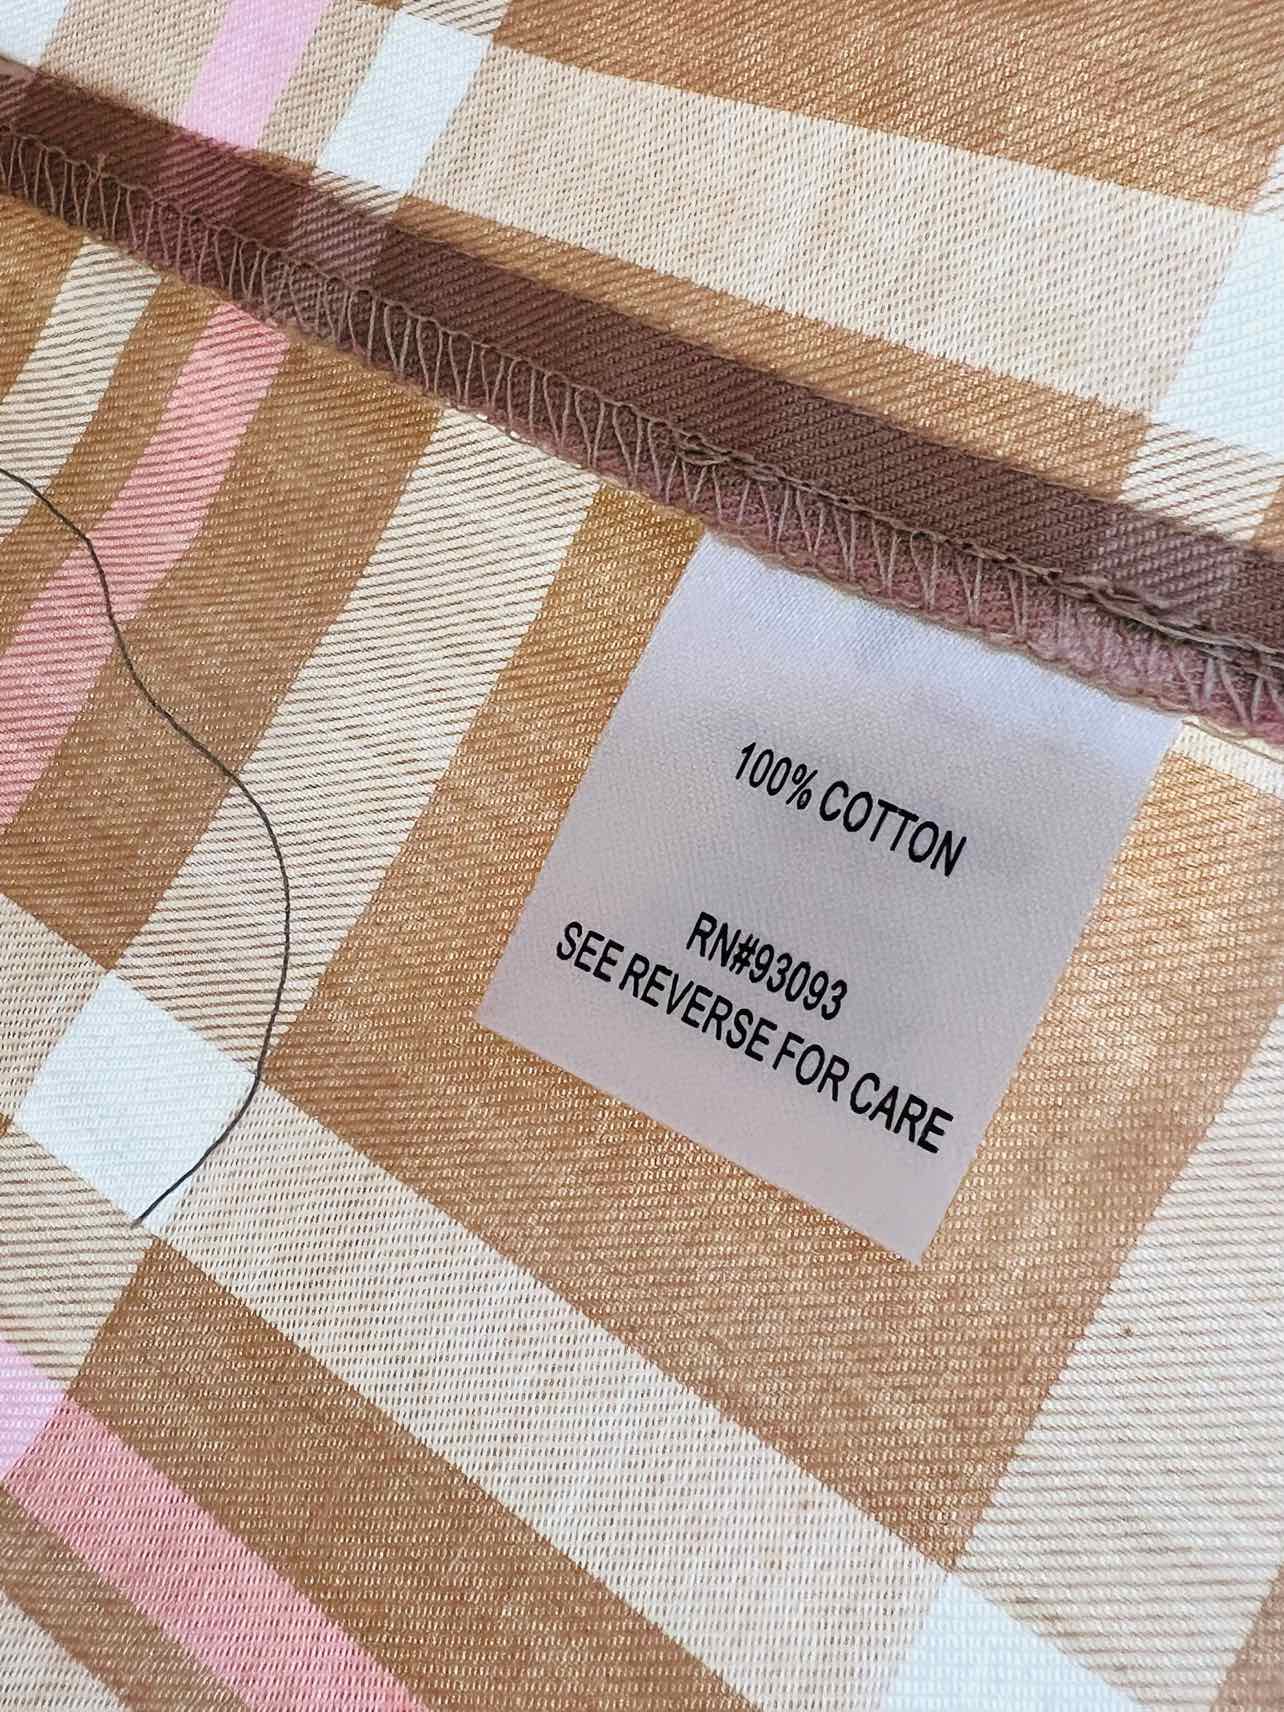 100% COTTON
RN#93093
SEE REVERSE FOR CARE